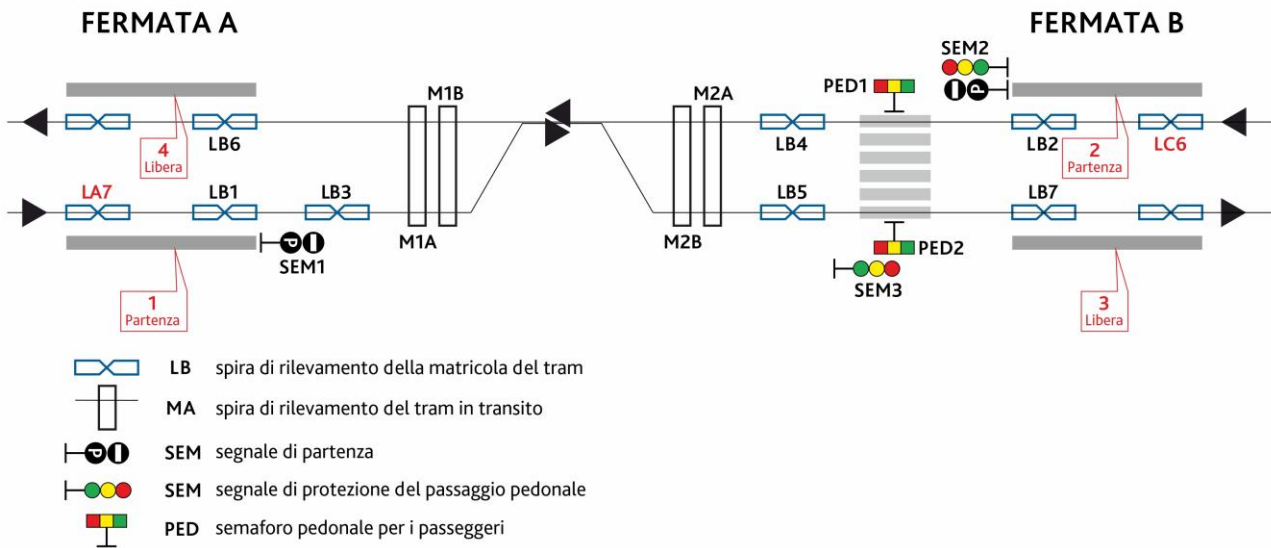 FERMATA A
FERMATA B
SEM2
P
PED1
M1B
M2A
LB6
LB4
LB2
LC6
4
Libera
2
Partenza
LA7
LB1
LB3
LB5
LB7
M1A
M2B
P
SEM1
PED2
SEM3
1
Partenza
3
Libera
LB spira di rilevamento della matricola del tram
MA spira di rilevamento del tram in transito
P SEM segnale di partenza
SEM segnale di protezione del passaggio pedonale
PED semaforo pedonale per i passeggeri